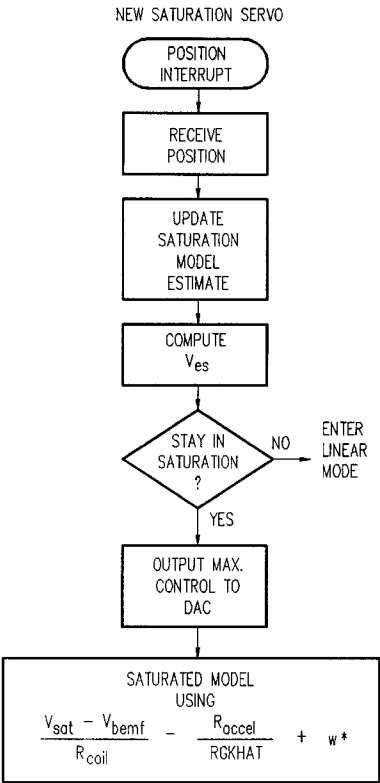 NEW SATURATION SERVO
POSITION
INTERRUPT
RECEIVE
POSITION
UPDATE
SATURATION
MODEL
ESTIMATE
COMPUTE
Ves
STAY IN
SATURATION
?
NO
ENTER
LINEAR
MODE
YES
OUTPUT MAX.
CONTROL TO
DAC
SATURATED MODEL
USING
Vsat - Vbemf / Rcoil - Raccel / RGKHAT + w*